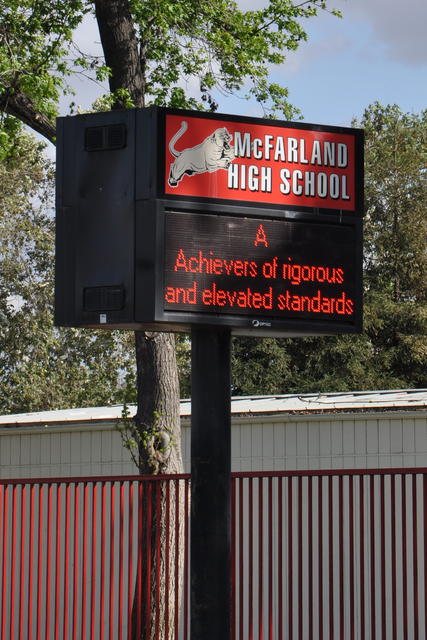 McFARLAND
HIGH SCHOOL
A
Achievers of rigorous
and elevated standards